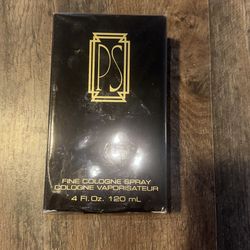 PS
FINE COLOGNE SPRAY
COLOGNE VAPORISATEUR
4 Fl. Oz. 120 mL